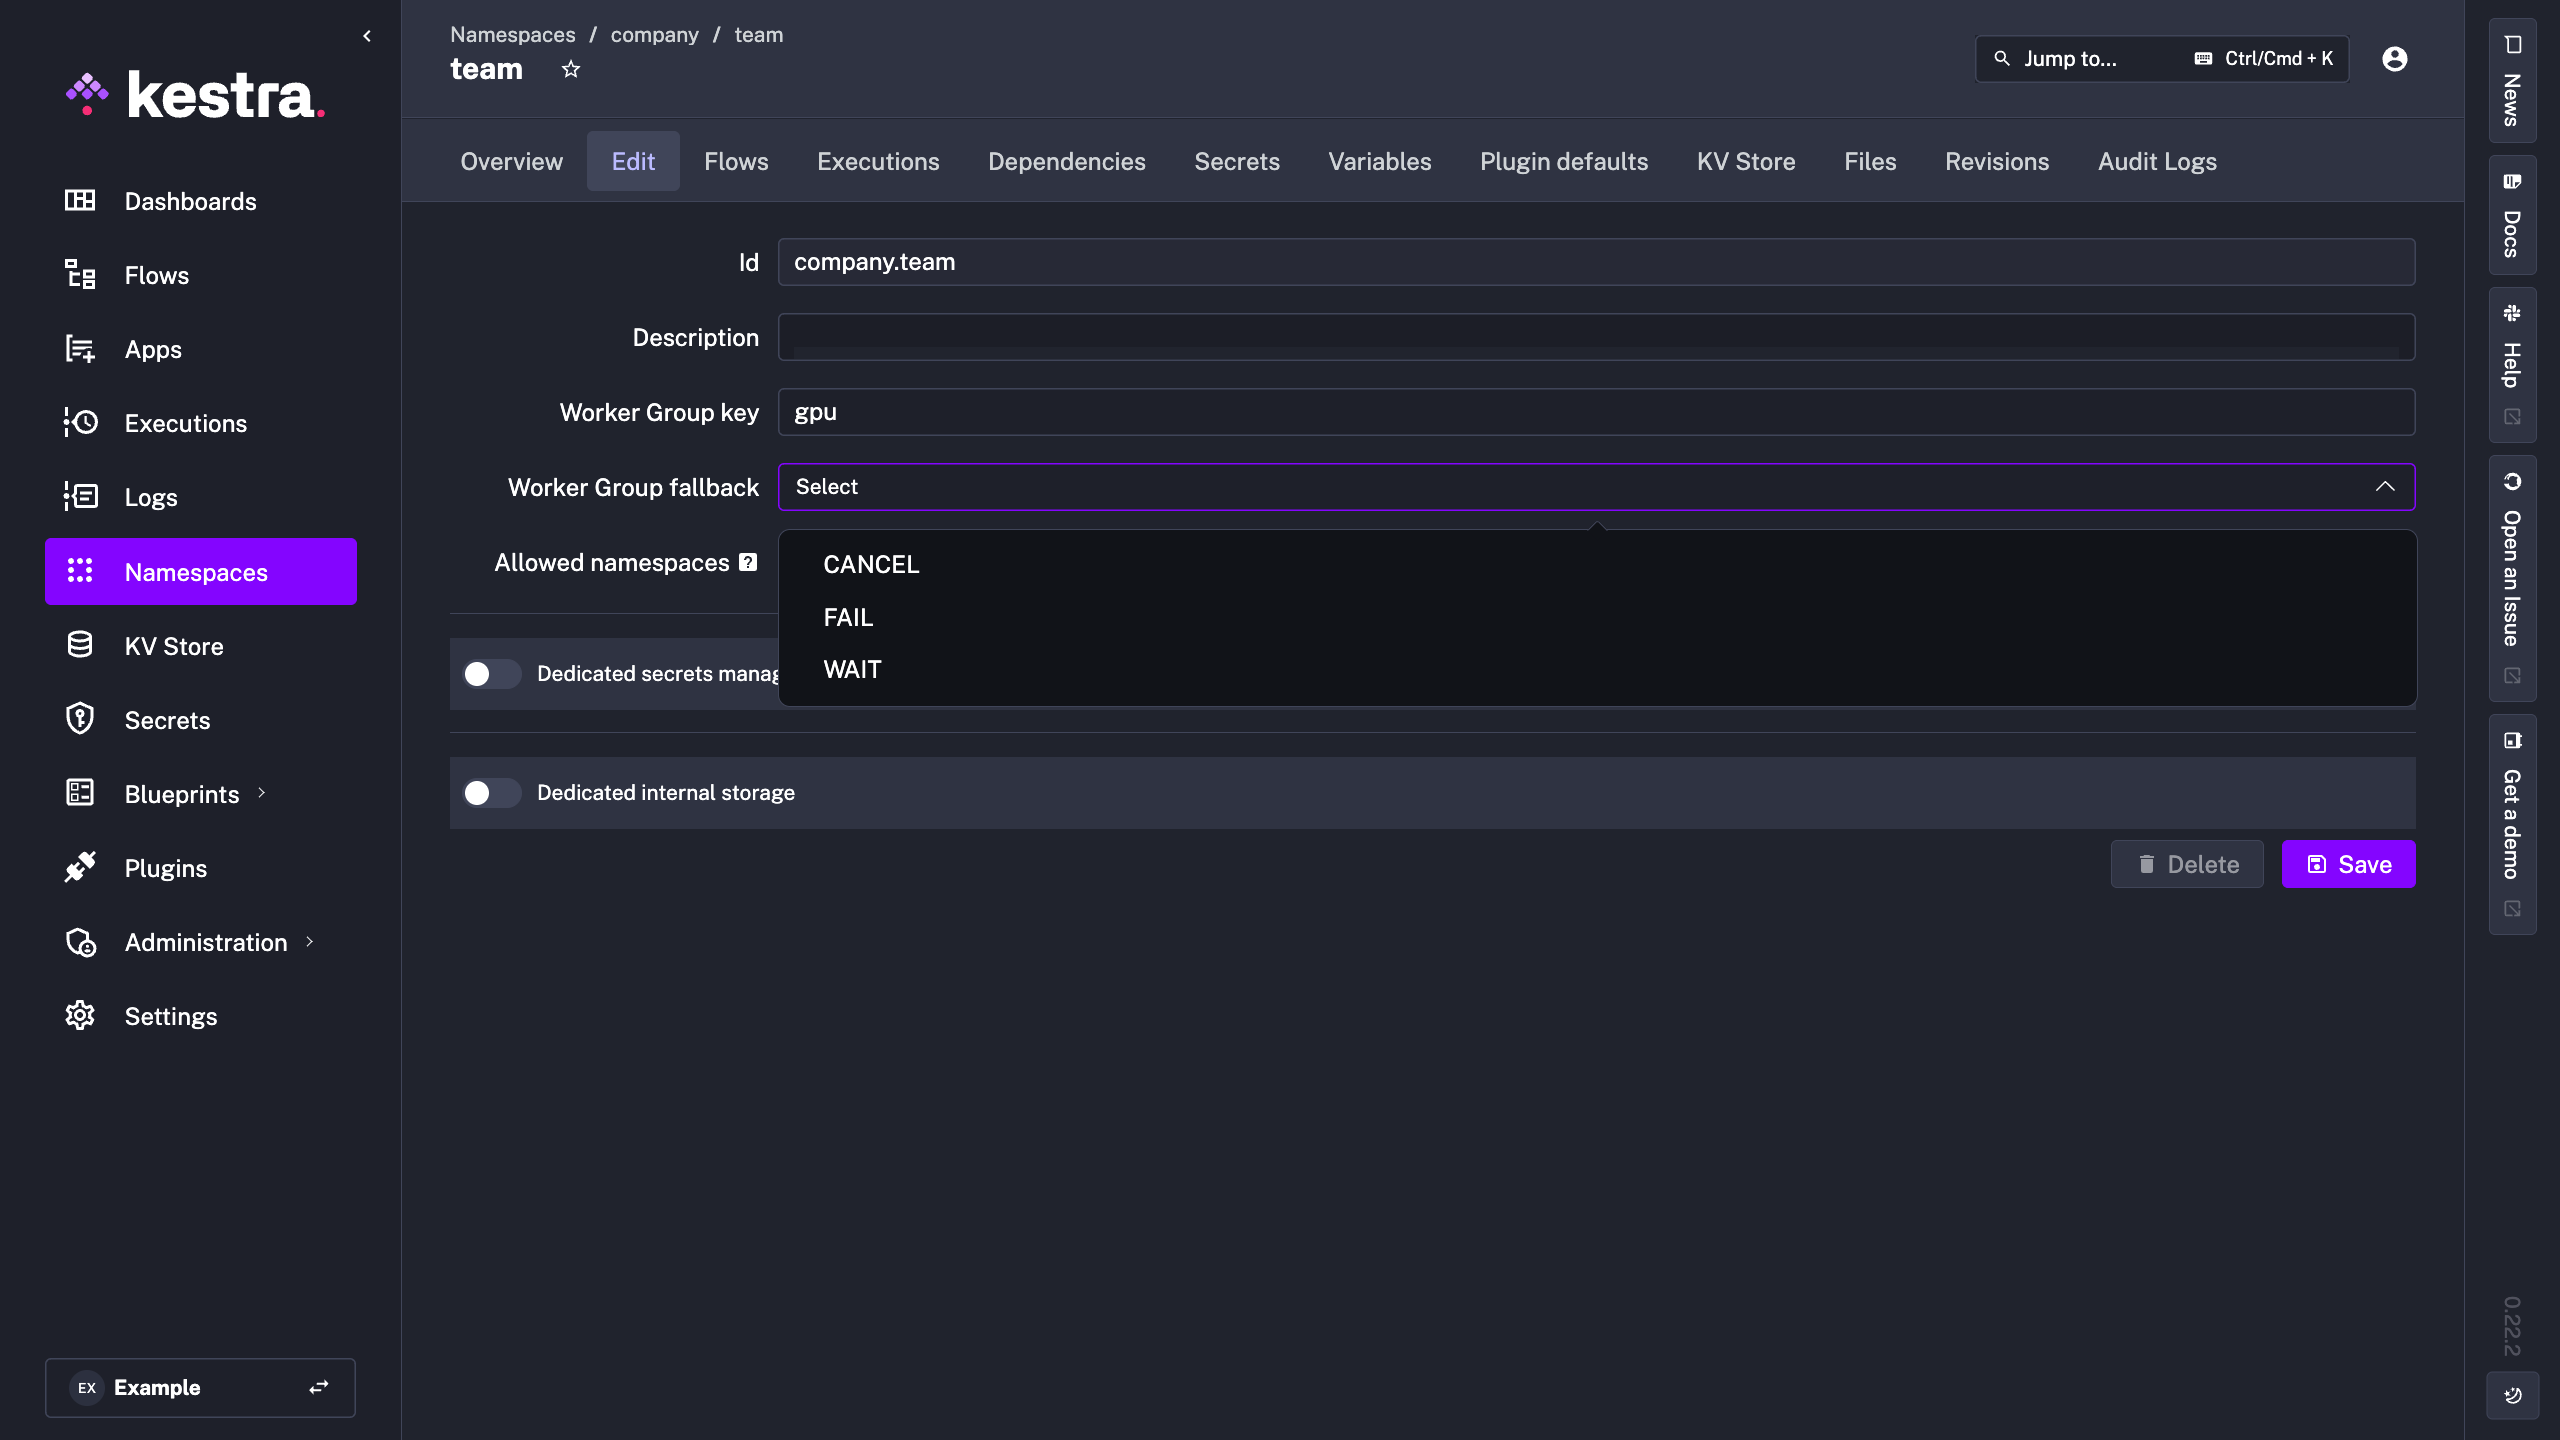 kestra.
Dashboards
Flows
Apps
Executions
Logs
Namespaces
KV Store
Secrets
Blueprints
Plugins
Administration
Settings
EX Example
Namespaces / company / team
team
Jump to... Ctrl/Cmd + K
Overview Edit Flows Executions Dependencies Secrets Variables Plugin defaults KV Store Files Revisions Audit Logs
Id company.team
Description
Worker Group key gpu
Worker Group fallback Select
Allowed namespaces ?
CANCEL
FAIL
WAIT
Dedicated secrets manag
Dedicated internal storage
Delete Save
News
Docs
Help
Open an Issue
Get a demo
0.22.2